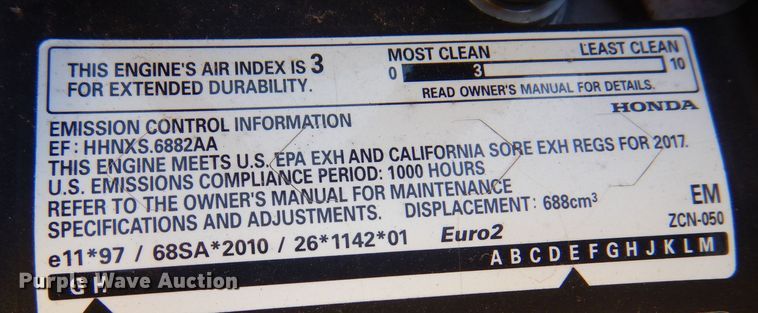 THIS ENGINE'S AIR INDEX IS 3
FOR EXTENDED DURABILITY.
MOST CLEAN LEAST CLEAN
0 3 10
READ OWNER'S MANUAL FOR DETAILS.
HONDA
EMISSION CONTROL INFORMATION
EF: HHNXS.6882AA
THIS ENGINE MEETS U.S. EPA EXH AND CALIFORNIA SORE EXH REGS FOR 2017.
U.S. EMISSIONS COMPLIANCE PERIOD: 1000 HOURS
REFER TO THE OWNER'S MANUAL FOR MAINTENANCE
SPECIFICATIONS AND ADJUSTMENTS. DISPLACEMENT: 688cm³
EM
ZCN-050
e11*97 / 68SA*2010 / 26*1142*01 Euro2
A B C D E F G H J K L M
G H
Purple Wave Auction